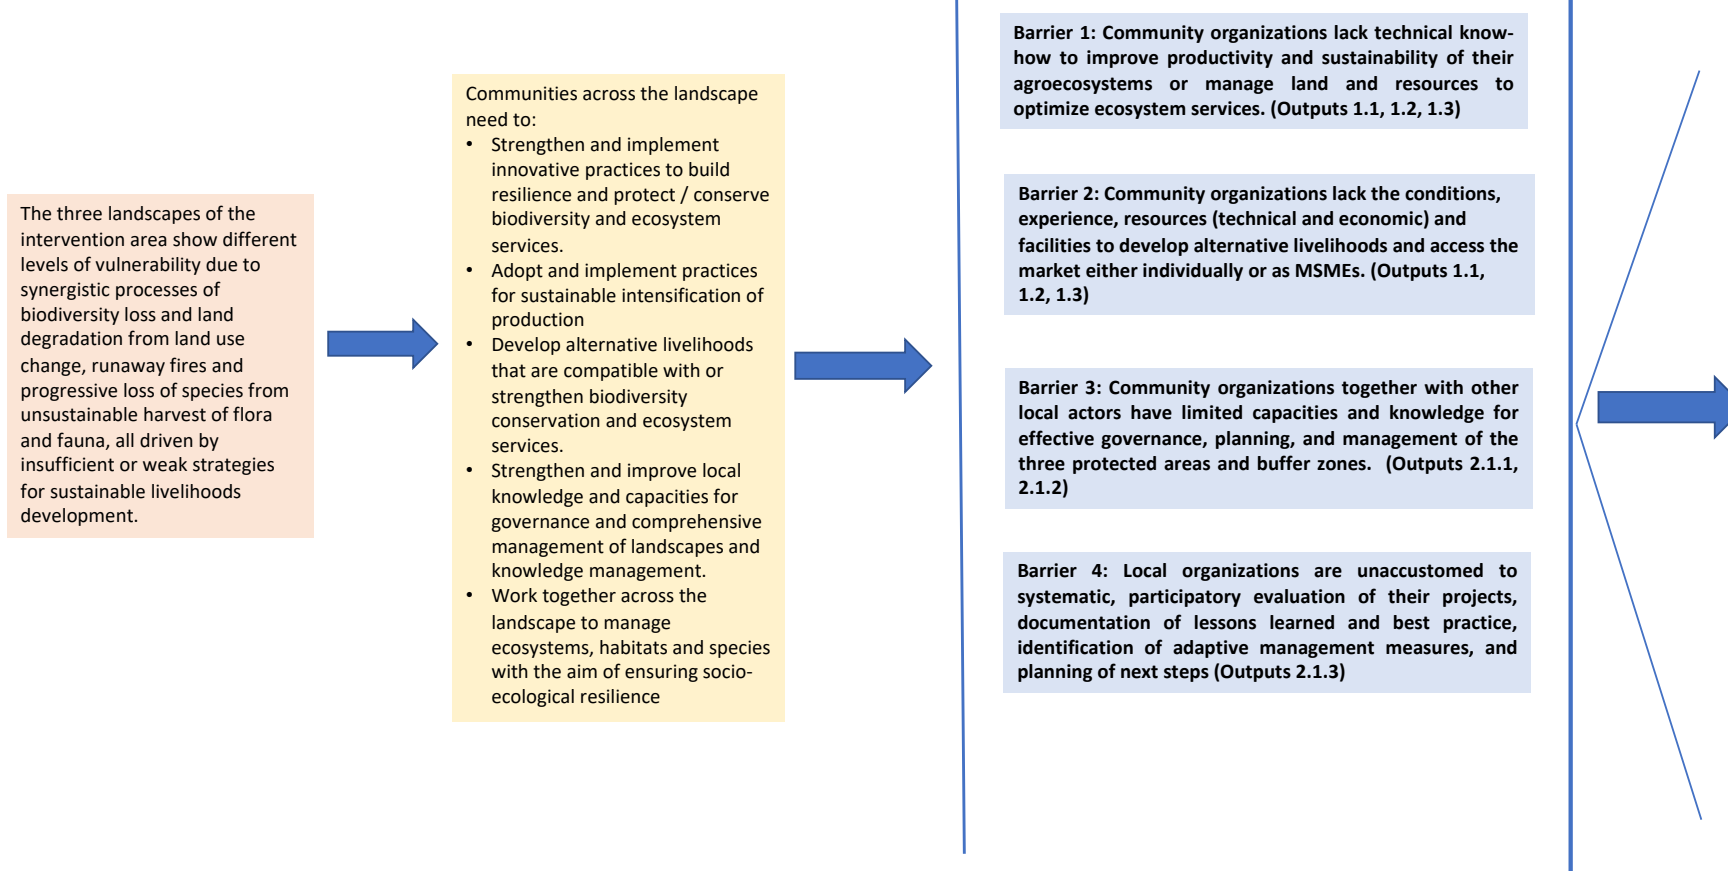 The three landscapes of the
intervention area show different
levels of vulnerability due to
synergistic processes of
biodiversity loss and land
degradation from land use
change, runaway fires and
progressive loss of species from
unsustainable harvest of flora
and fauna, all driven by
insufficient or weak strategies
for sustainable livelihoods
development.
Communities across the landscape
need to:
• Strengthen and implement
innovative practices to build
resilience and protect / conserve
biodiversity and ecosystem
services.
• Adopt and implement practices
for sustainable intensification of
production
• Develop alternative livelihoods
that are compatible with or
strengthen biodiversity
conservation and ecosystem
services.
• Strengthen and improve local
knowledge and capacities for
governance and comprehensive
management of landscapes and
knowledge management.
• Work together across the
landscape to manage
ecosystems, habitats and species
with the aim of ensuring socio-
ecological resilience
Barrier 1: Community organizations lack technical know-
how to improve productivity and sustainability of their
agroecosystems or manage land and resources to
optimize ecosystem services. (Outputs 1.1, 1.2, 1.3)
Barrier 2: Community organizations lack the conditions,
experience, resources (technical and economic) and
facilities to develop alternative livelihoods and access the
market either individually or as MSMEs. (Outputs 1.1,
1.2, 1.3)
Barrier 3: Community organizations together with other
local actors have limited capacities and knowledge for
effective governance, planning, and management of the
three protected areas and buffer zones. (Outputs 2.1.1,
2.1.2)
Barrier 4: Local organizations are unaccustomed to
systematic, participatory evaluation of their projects,
documentation of lessons learned and best practice,
identification of adaptive management measures, and
planning of next steps (Outputs 2.1.3)